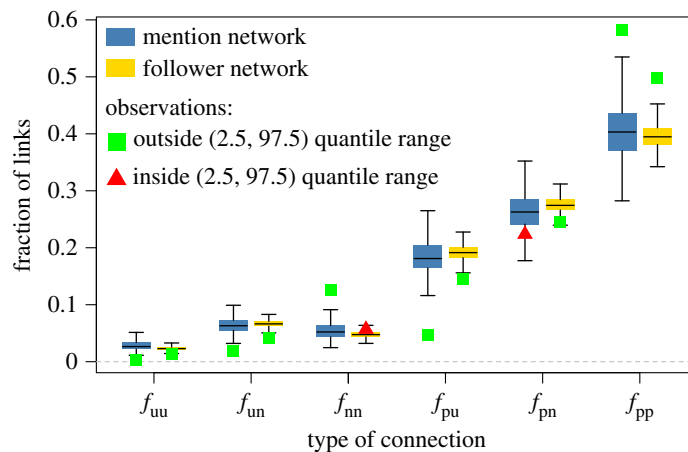 0.6
0.5
0.4
0.3
0.2
0.1
0
fraction of links
mention network
follower network
observations:
outside (2.5, 97.5) quantile range
inside (2.5, 97.5) quantile range
f_uu f_un f_nn f_pu f_pn f_pp
type of connection